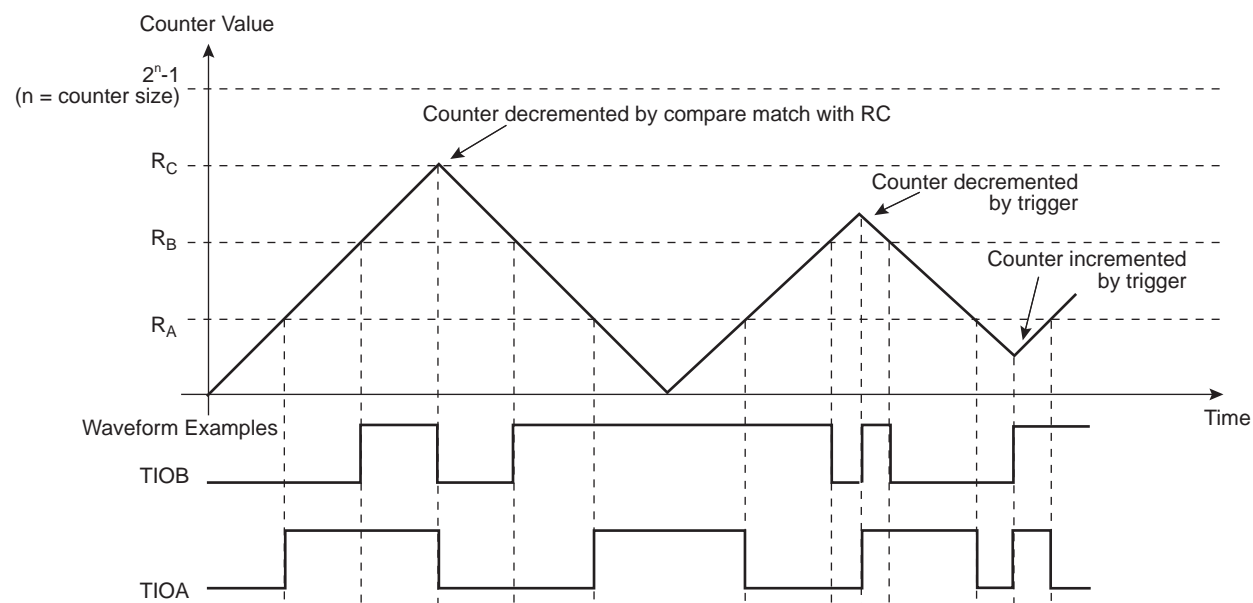 Counter Value
2ⁿ-1
(n = counter size)
Counter decremented by compare match with RC
R_C
Counter decremented
by trigger
R_B
Counter incremented
by trigger
R_A
Time
Waveform Examples
TIOB
TIOA